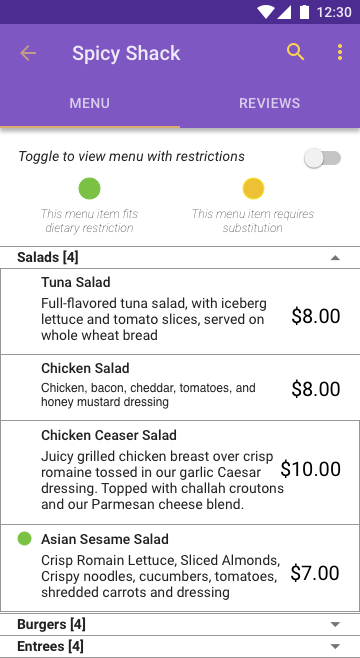 12:30
Spicy Shack
MENU REVIEWS
Toggle to view menu with restrictions
This menu item fits
dietary restriction
This menu item requires
substitution
Salads [4]
Tuna Salad
Full-flavored tuna salad, with iceberg
lettuce and tomato slices, served on
whole wheat bread
$8.00
Chicken Salad
Chicken, bacon, cheddar, tomatoes, and
honey mustard dressing
$8.00
Chicken Ceaser Salad
Juicy grilled chicken breast over crisp
romaine tossed in our garlic Caesar
dressing. Topped with challah croutons
and our Parmesan cheese blend.
$10.00
Asian Sesame Salad
Crisp Romain Lettuce, Sliced Almonds,
Crispy noodles, cucumbers, tomatoes,
shredded carrots and dressing
$7.00
Burgers [4]
Entrees [4]